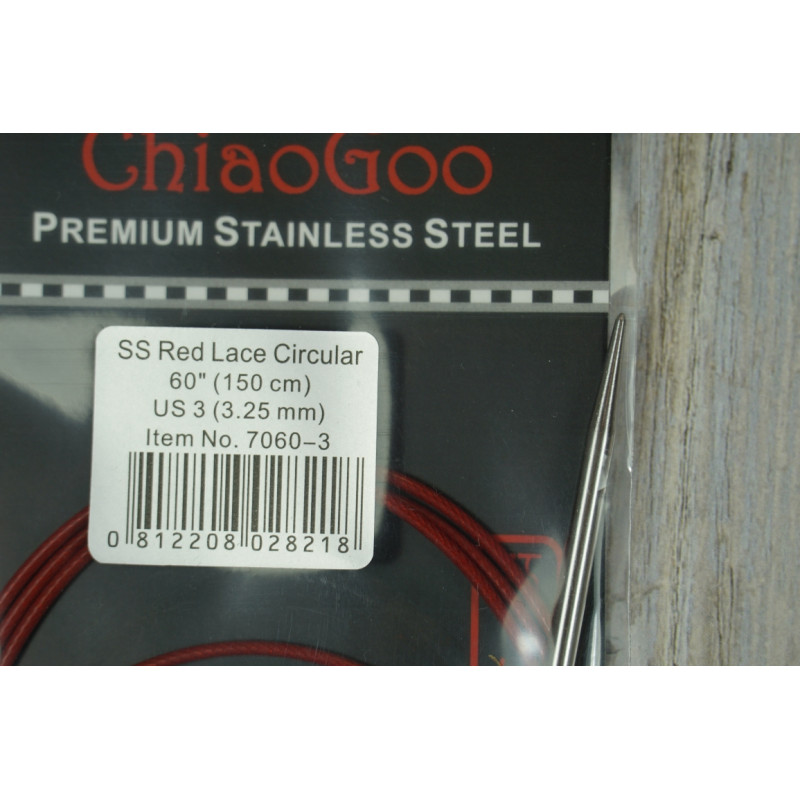 ChiaoGoo
PREMIUM STAINLESS STEEL
SS Red Lace Circular
60" (150 cm)
US 3 (3.25 mm)
Item No. 7060-3
0 812208 028218